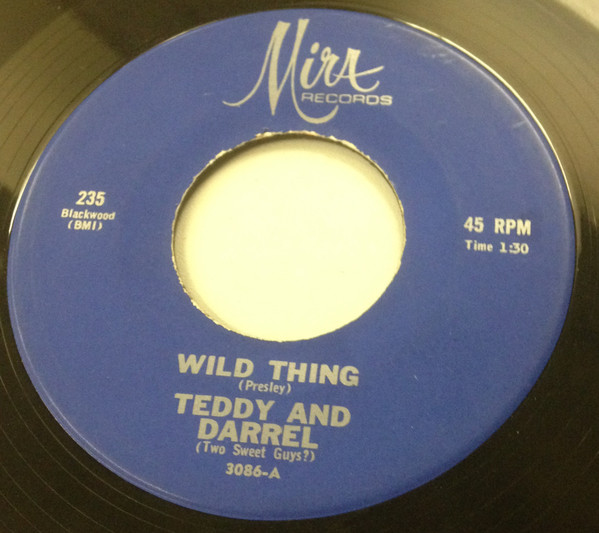 Mira
RECORDS
235
Blackwood
(BMI)
45 RPM
Time 1:30
WILD THING
(Presley)
TEDDY AND
DARREL
(Two Sweet Guys?)
3086-A